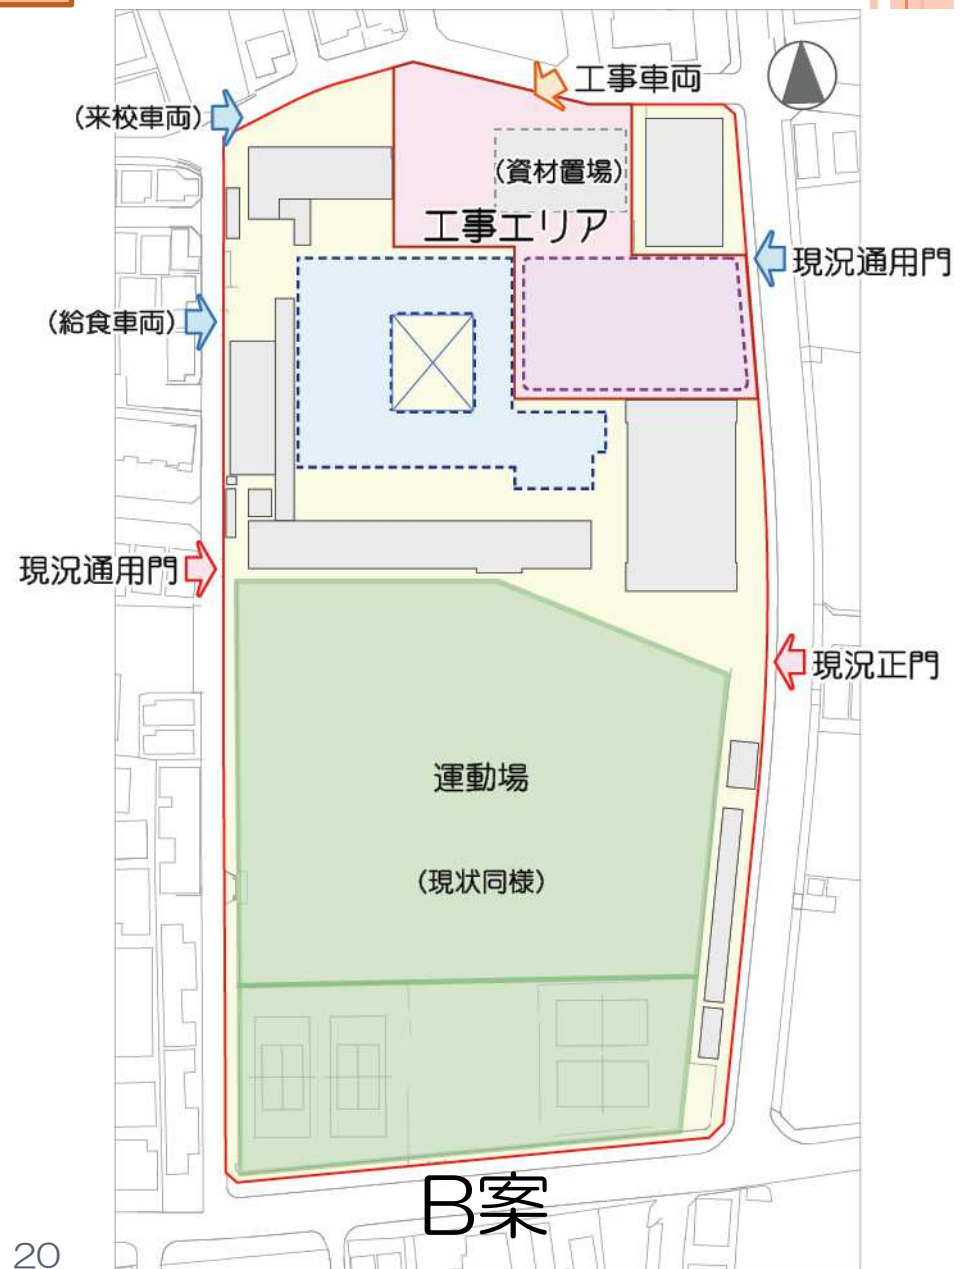 工事車両
(来校車両)
(資材置場)
工事エリア
現況通用門
(給食車両)
現況通用門
現況正門
運動場
(現状同様)
B案
20